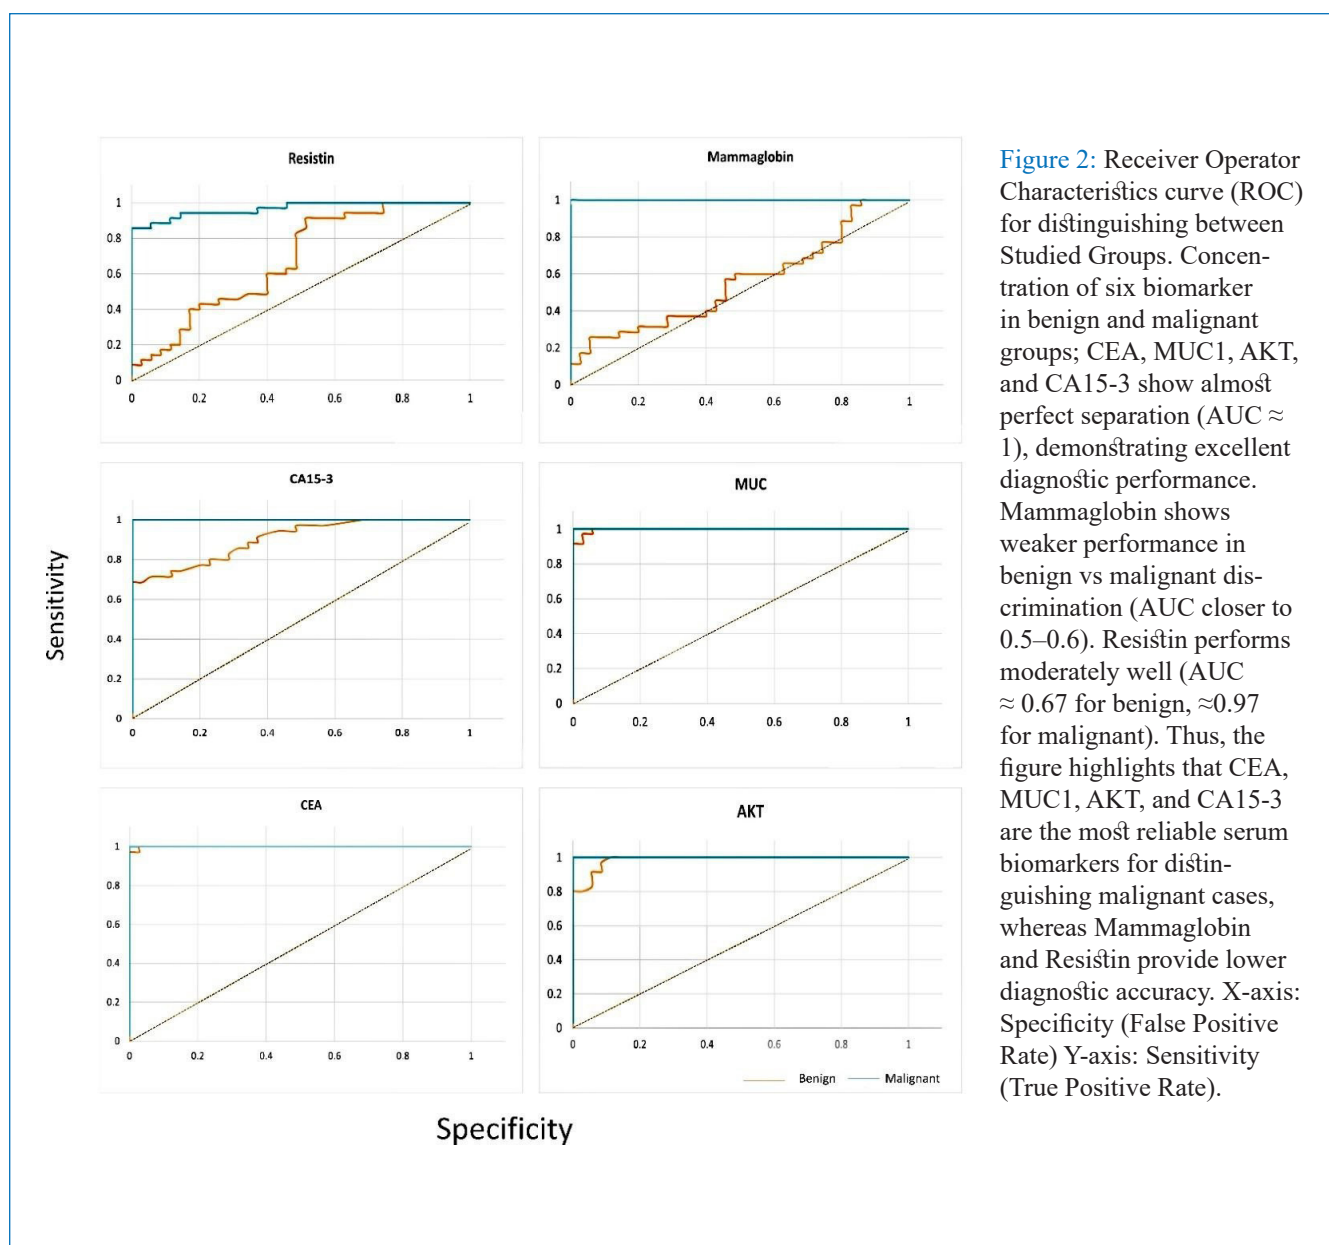 Resistin
1
0.8
0.6
0.4
0.2
0
0 0.2 0.4 0.6 0.8 1
Mammaglobin
1
0.8
0.6
0.4
0.2
0
0 0.2 0.4 0.6 0.8 1
CA15-3
1
0.8
0.6
0.4
0.2
0
0 0.2 0.4 0.6 0.8 1
MUC
1
0.8
0.6
0.4
0.2
0
0 0.2 0.4 0.6 0.8 1
CEA
1
0.8
0.6
0.4
0.2
0
0 0.2 0.4 0.6 0.8 1
AKT
1
0.8
0.6
0.4
0.2
0
0 0.2 0.4 0.6 0.8 1
Benign Malignant
Sensitivity
Specificity
Figure 2: Receiver Operator
Characteristics curve (ROC)
for distinguishing between
Studied Groups. Concen-
tration of six biomarker
in benign and malignant
groups; CEA, MUC1, AKT,
and CA15-3 show almost
perfect separation (AUC ≈
1), demonstrating excellent
diagnostic performance.
Mammaglobin shows
weaker performance in
benign vs malignant dis-
crimination (AUC closer to
0.5–0.6). Resistin performs
moderately well (AUC
≈ 0.67 for benign, ≈0.97
for malignant). Thus, the
figure highlights that CEA,
MUC1, AKT, and CA15-3
are the most reliable serum
biomarkers for distin-
guishing malignant cases,
whereas Mammaglobin
and Resistin provide lower
diagnostic accuracy. X-axis:
Specificity (False Positive
Rate) Y-axis: Sensitivity
(True Positive Rate).